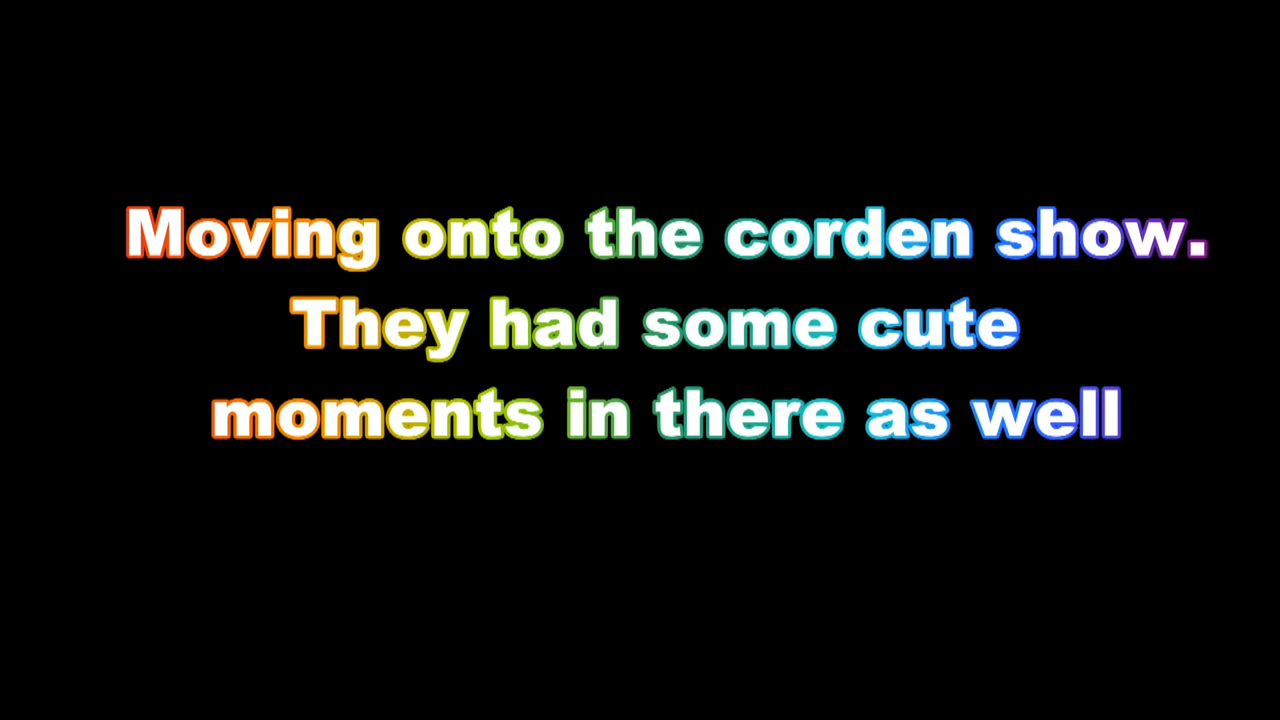 Moving onto the corden show.
They had some cute
moments in there as well